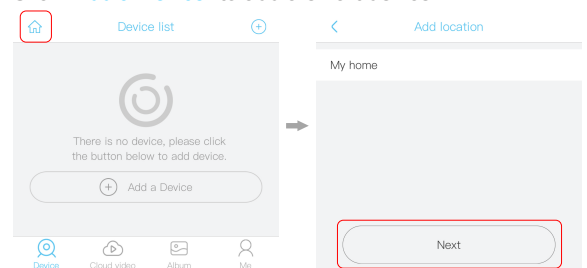 Device list
There is no device, please click
the button below to add device.
Add a Device
Device
Cloud video
Album
Me
Add location
My home
Next